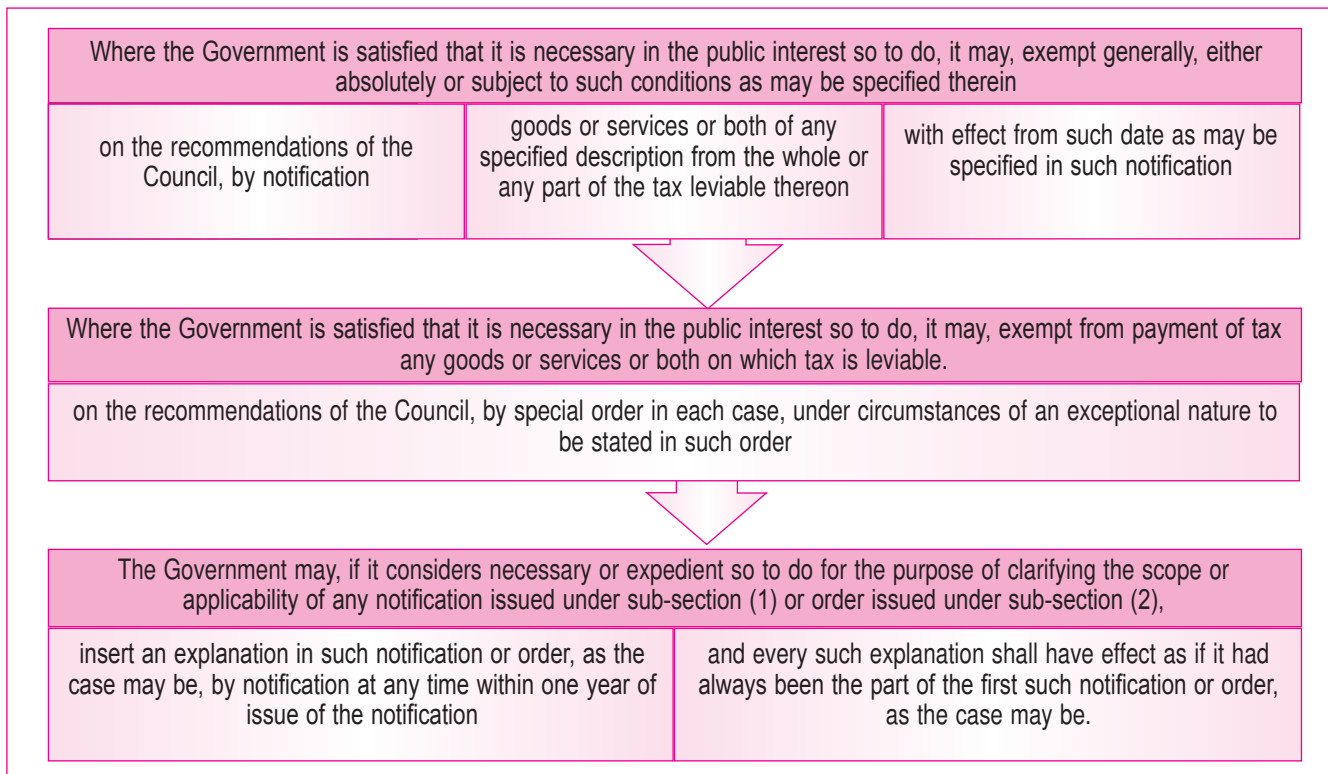 Where the Government is satisfied that it is necessary in the public interest so to do, it may, exempt generally, either
absolutely or subject to such conditions as may be specified therein
on the recommendations of the
Council, by notification
goods or services or both of any
specified description from the whole or
any part of the tax leviable thereon
with effect from such date as may be
specified in such notification
Where the Government is satisfied that it is necessary in the public interest so to do, it may, exempt from payment of tax
any goods or services or both on which tax is leviable.
on the recommendations of the Council, by special order in each case, under circumstances of an exceptional nature to
be stated in such order
The Government may, if it considers necessary or expedient so to do for the purpose of clarifying the scope or
applicability of any notification issued under sub-section (1) or order issued under sub-section (2),
insert an explanation in such notification or order, as the
case may be, by notification at any time within one year of
issue of the notification
and every such explanation shall have effect as if it had
always been the part of the first such notification or order,
as the case may be.